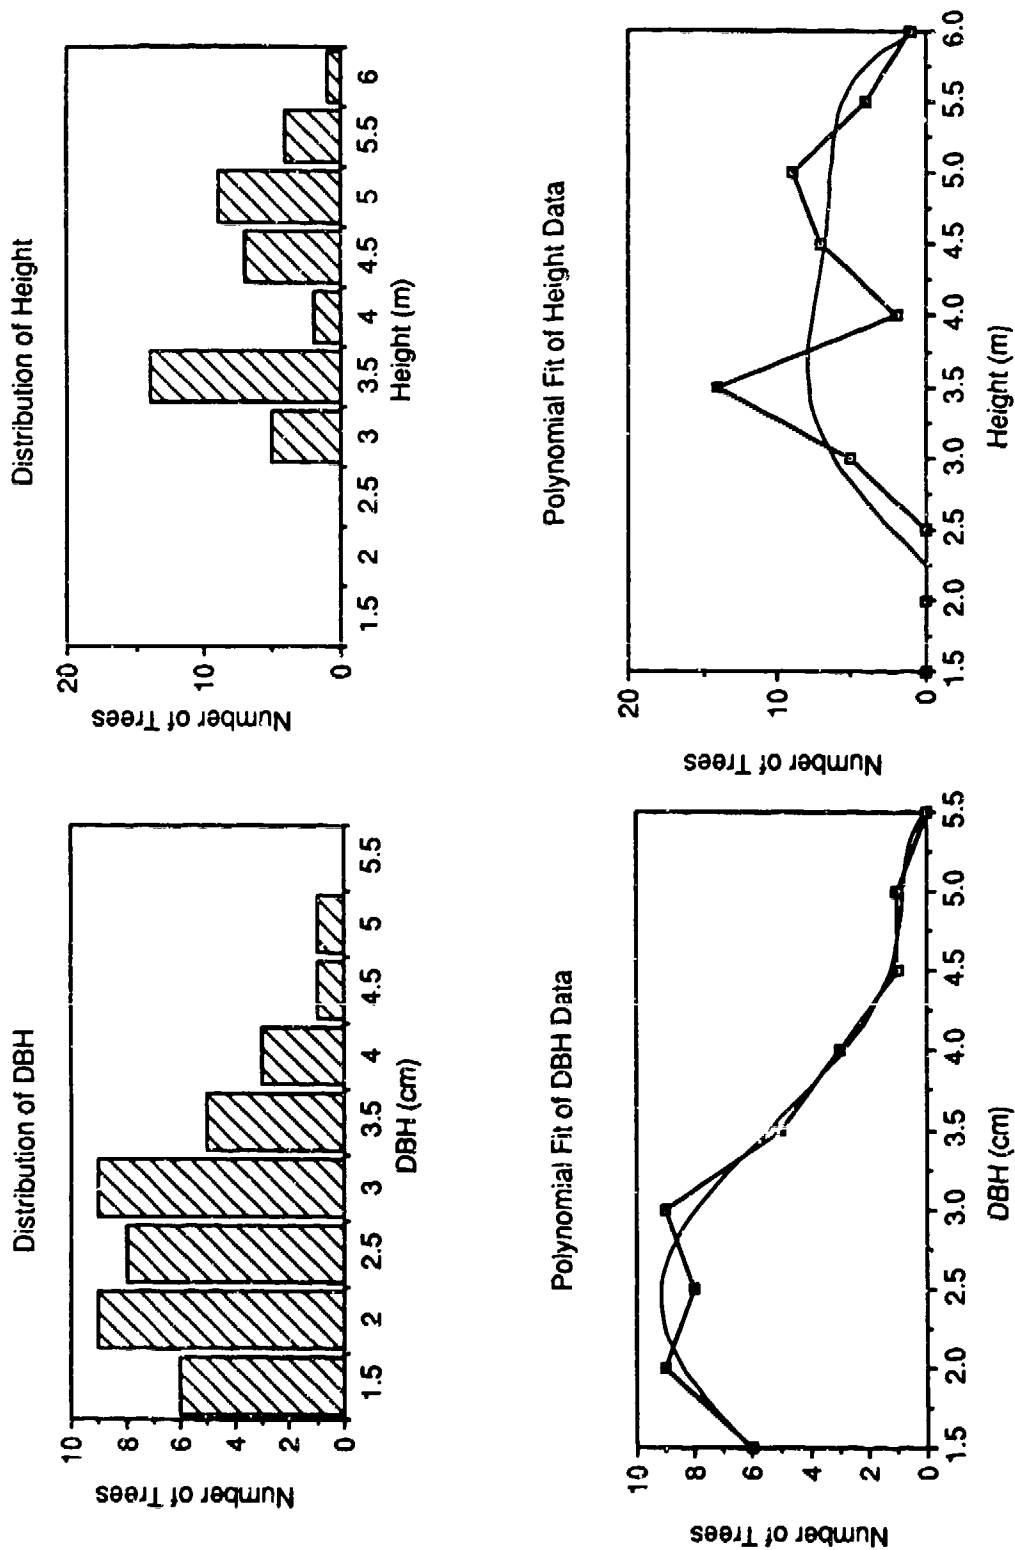 Distribution of DBH
Number of Trees
10
8
6
4
2
0
1.5 2 2.5 3 3.5 4 4.5 5 5.5
DBH (cm)
Distribution of Height
Number of Trees
20
10
0
1.5 2 2.5 3 3.5 4 4.5 5 5.5 6
Height (m)
Polynomial Fit of DBH Data
Number of Trees
10
8
6
4
2
0
1.5 2.0 2.5 3.0 3.5 4.0 4.5 5.0 5.5
DBH (cm)
Polynomial Fit of Height Data
Number of Trees
20
10
0
1.5 2.0 2.5 3.0 3.5 4.0 4.5 5.0 5.5 6.0
Height (m)